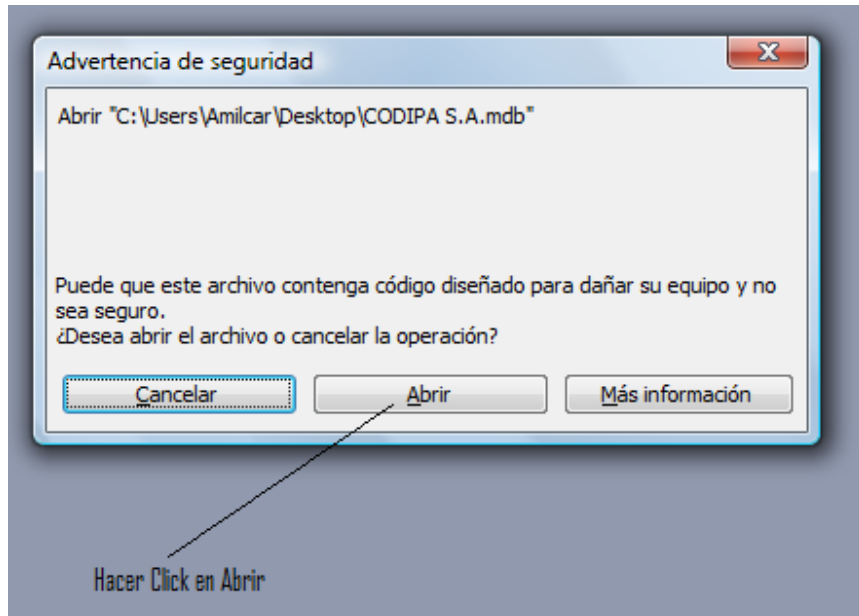 Advertencia de seguridad
Abrir "C:\Users\Amilcar\Desktop\CODIPA S.A.mdb"
Puede que este archivo contenga código diseñado para dañar su equipo y no
sea seguro.
¿Desea abrir el archivo o cancelar la operación?
Cancelar Abrir Más información
Hacer Click en Abrir